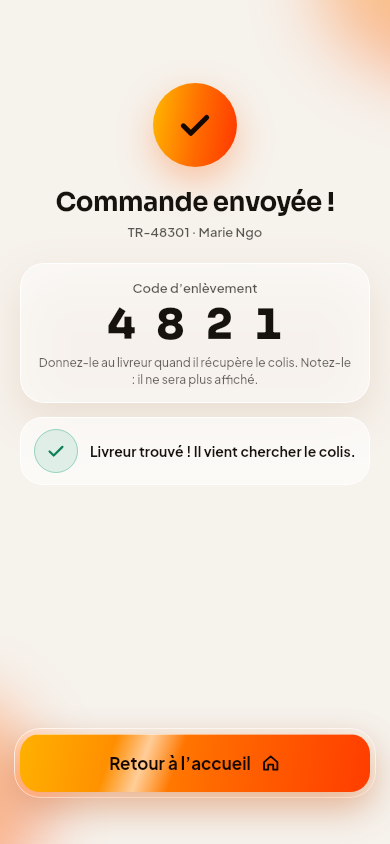 Commande envoyée !
TR-48301 · Marie Ngo
Code d’enlèvement
4 8 2 1
Donnez-le au livreur quand il récupère le colis. Notez-le
: il ne sera plus affiché.
Livreur trouvé ! Il vient chercher le colis.
Retour à l’accueil